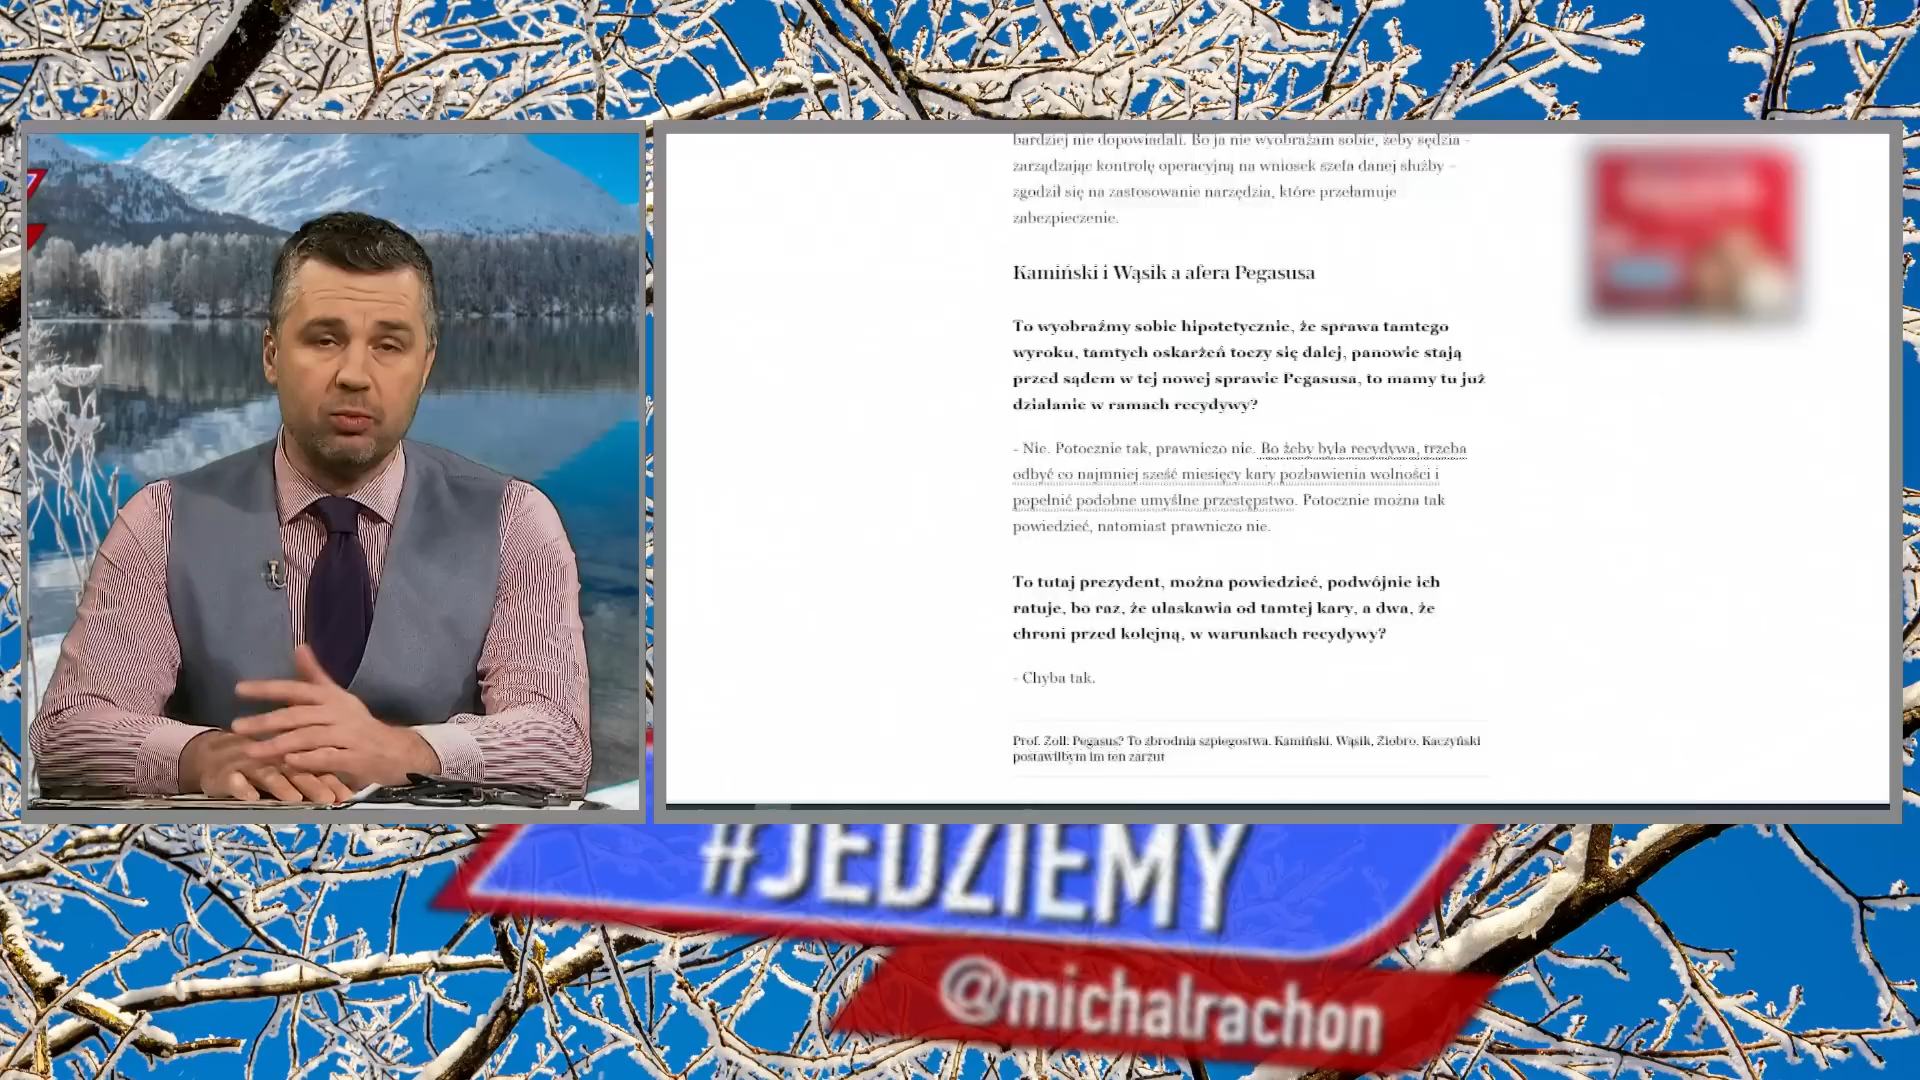 bardziej nie dopowiadali. Bo ja nie wyobrażam sobie, żeby sędzia -
zarządzając kontrolę operacyjną na wniosek szefa danej służby -
zgodził się na zastosowanie narzędzia, które przełamuje
zabezpieczenie.
Kamiński i Wąsik a afera Pegasusa
To wyobraźmy sobie hipotetycznie, że sprawa tamtego
wyroku, tamtych oskarżeń toczy się dalej, panowie stają
przed sądem w tej nowej sprawie Pegasusa, to mamy tu już
działanie w ramach recydywy?
- Nie. Potocznie tak, prawniczo nie. Bo żeby była recydywa, trzeba
odbyć co najmniej sześć miesięcy kary pozbawienia wolności i
popełnić podobne umyślne przestępstwo. Potocznie można tak
powiedzieć, natomiast prawniczo nie.
To tutaj prezydent, można powiedzieć, podwójnie ich
ratuje, bo raz, że ułaskawia od tamtej kary, a dwa, że
chroni przed kolejną, w warunkach recydywy?
- Chyba tak.
Prof. Zoll: Pegasus? To zbrodnia szpiegostwa. Kamiński, Wąsik, Ziobro, Kaczyński
postawiłbym im ten zarzut
#JEDZIEMY
@michalrachon